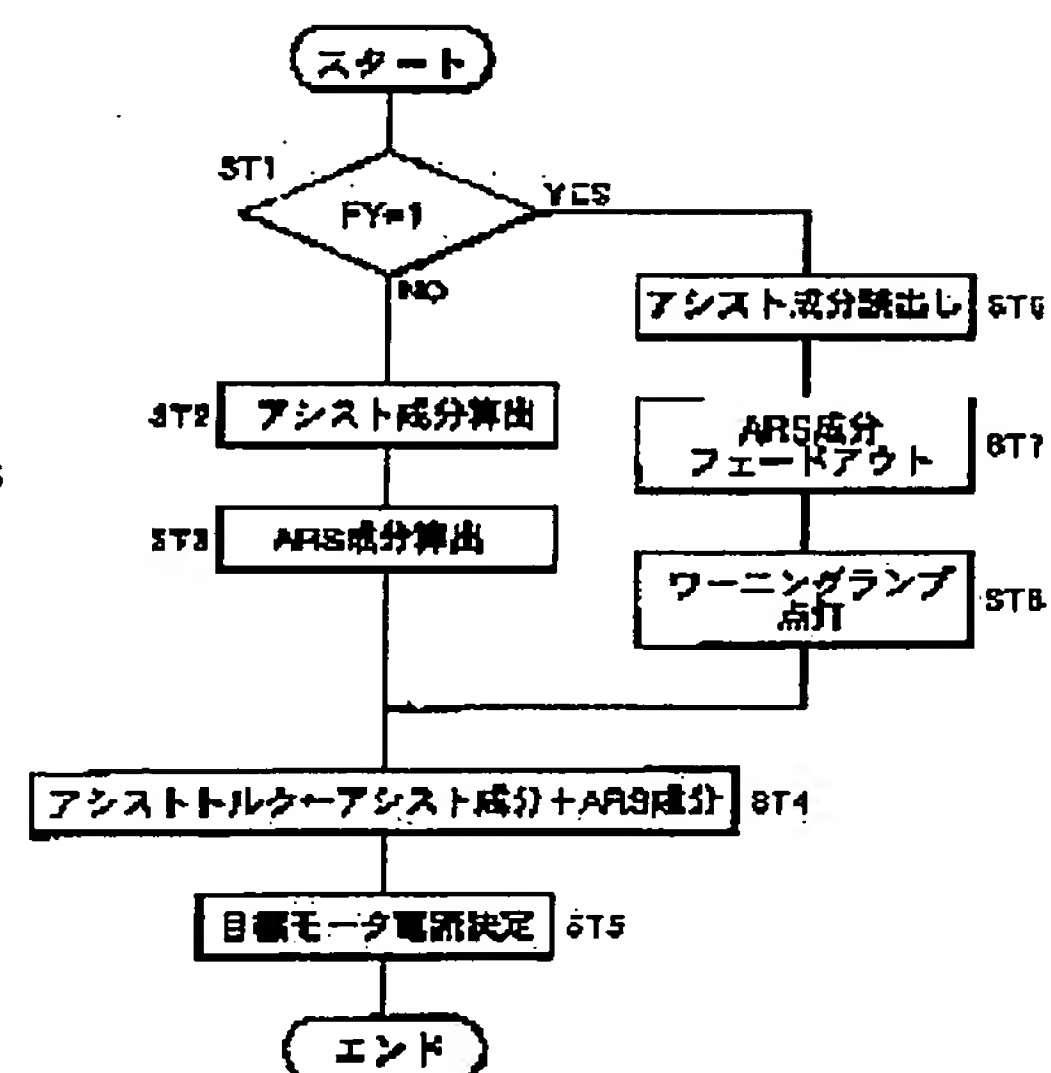 スタート
ST1
FY=1
YES
NO
アシスト成分読出し ST6
ST2 アシスト成分算出
ARS成分
フェードアウト
ST7
ST3 ARS成分算出
ワーニングランプ
点灯
ST8
アシストトルク=アシスト成分+ARS成分 ST4
目標モータ電流決定 ST5
エンド